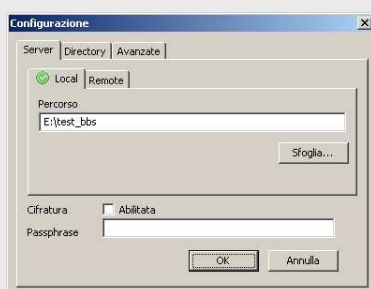 Configurazione
Server Directory Avanzate
Local Remote
Percorso
E:\test_bbs
Sfoglia...
Cifratura Abilitata
Passphrase
OK Annulla